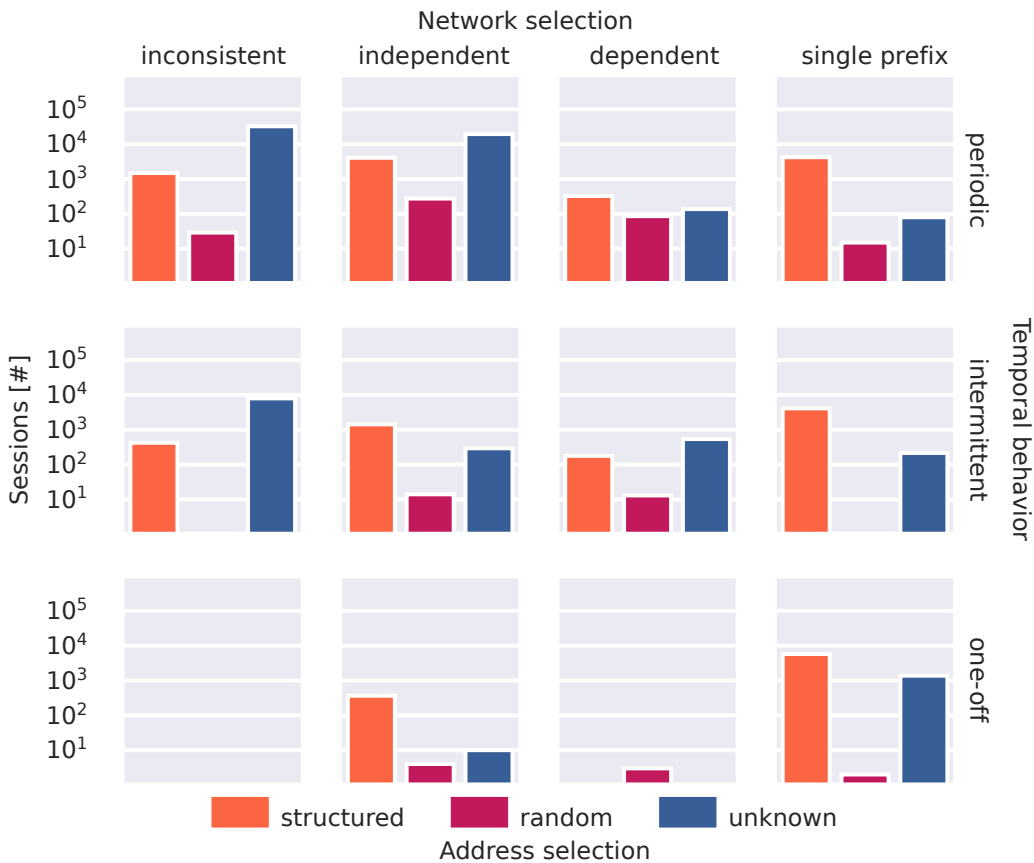 Network selection
inconsistent independent dependent single prefix
10^5
10^4
10^3
10^2
10^1
periodic
10^5
10^4
10^3
10^2
10^1
intermittent
Sessions [#]
Temporal behavior
10^5
10^4
10^3
10^2
10^1
one-off
structured random unknown
Address selection